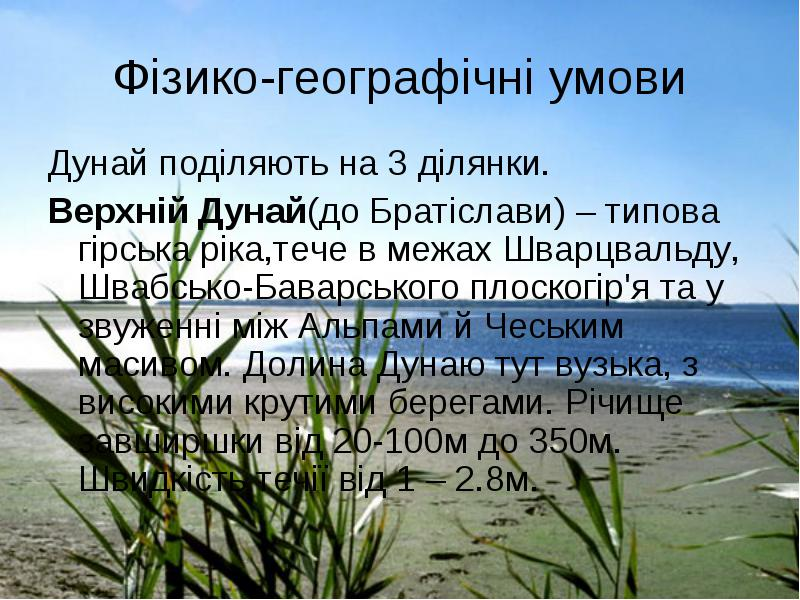 Фізико-географічні умови
Дунай поділяють на 3 ділянки.
Верхній Дунай(до Братіслави) – типова
гірська ріка,тече в межах Шварцвальду,
Швабсько-Баварського плоскогір'я та у
звуженні між Альпами й Чеським
масивом. Долина Дунаю тут вузька, з
високими крутими берегами. Річище
завширшки від 20-100м до 350м.
Швидкість течії від 1 – 2.8м.